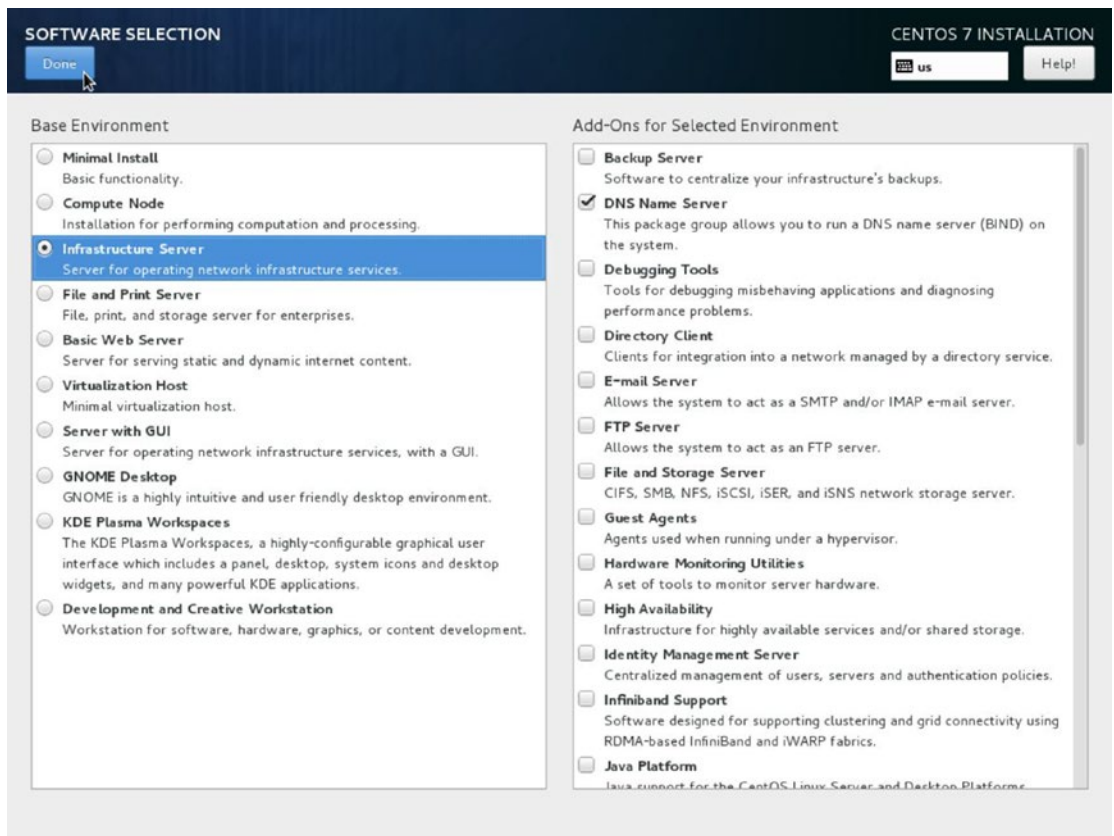 SOFTWARE SELECTION
CENTOS 7 INSTALLATION
Done
us
Help!
Base Environment
Minimal Install
Basic functionality.
Compute Node
Installation for performing computation and processing.
Infrastructure Server
Server for operating network infrastructure services.
File and Print Server
File, print, and storage server for enterprises.
Basic Web Server
Server for serving static and dynamic internet content.
Virtualization Host
Minimal virtualization host.
Server with GUI
Server for operating network infrastructure services, with a GUI.
GNOME Desktop
GNOME is a highly intuitive and user friendly desktop environment.
KDE Plasma Workspaces
The KDE Plasma Workspaces, a highly-configurable graphical user
interface which includes a panel, desktop, system icons and desktop
widgets, and many powerful KDE applications.
Development and Creative Workstation
Workstation for software, hardware, graphics, or content development.
Add-Ons for Selected Environment
Backup Server
Software to centralize your infrastructure's backups.
DNS Name Server
This package group allows you to run a DNS name server (BIND) on
the system.
Debugging Tools
Tools for debugging misbehaving applications and diagnosing
performance problems.
Directory Client
Clients for integration into a network managed by a directory service.
E-mail Server
Allows the system to act as a SMTP and/or IMAP e-mail server.
FTP Server
Allows the system to act as an FTP server.
File and Storage Server
CIFS, SMB, NFS, iSCSI, iSER, and iSNS network storage server.
Guest Agents
Agents used when running under a hypervisor.
Hardware Monitoring Utilities
A set of tools to monitor server hardware.
High Availability
Infrastructure for highly available services and/or shared storage.
Identity Management Server
Centralized management of users, servers and authentication policies.
Infiniband Support
Software designed for supporting clustering and grid connectivity using
RDMA-based InfiniBand and iWARP fabrics.
Java Platform
Java support for the CentOS Linux Server and Desktop Platforms.